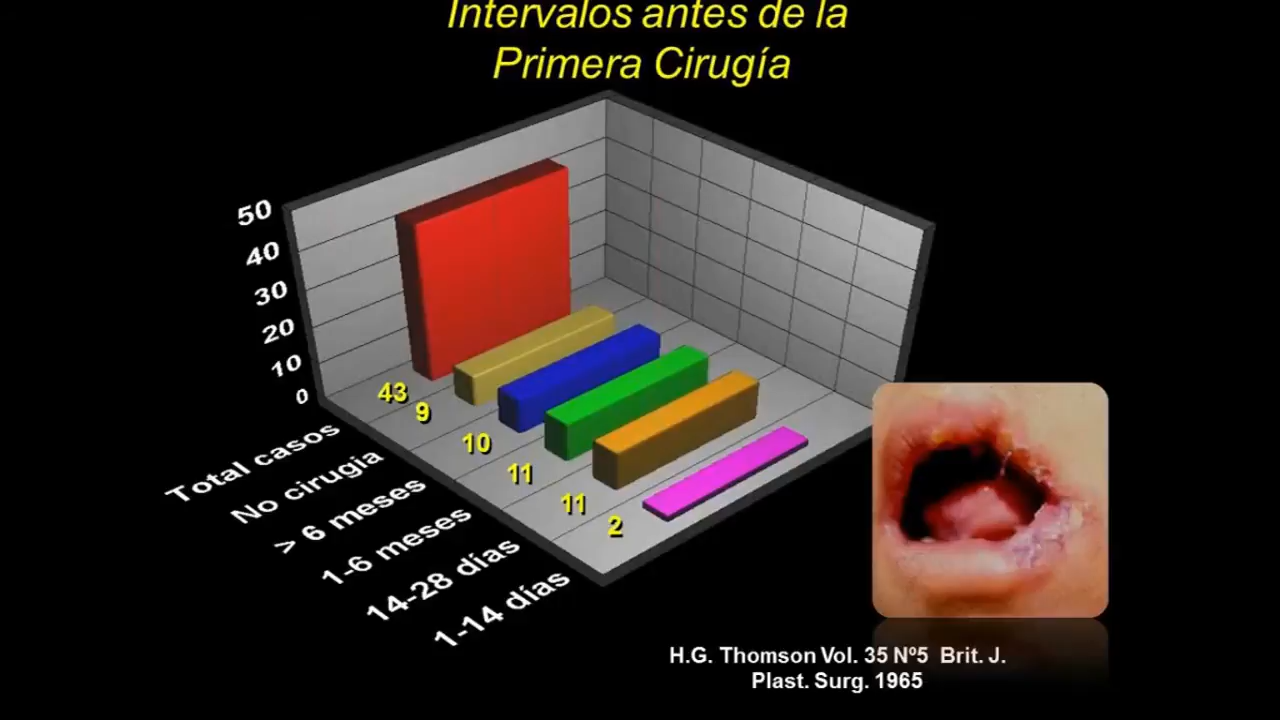 Intervalos antes de la
Primera Cirugía
50
40
30
20
10
0
43
9
10
11
11
2
Total casos
No cirugia
> 6 meses
1-6 meses
14-28 días
1-14 días
H.G. Thomson Vol. 35 Nº5 Brit. J.
Plast. Surg. 1965